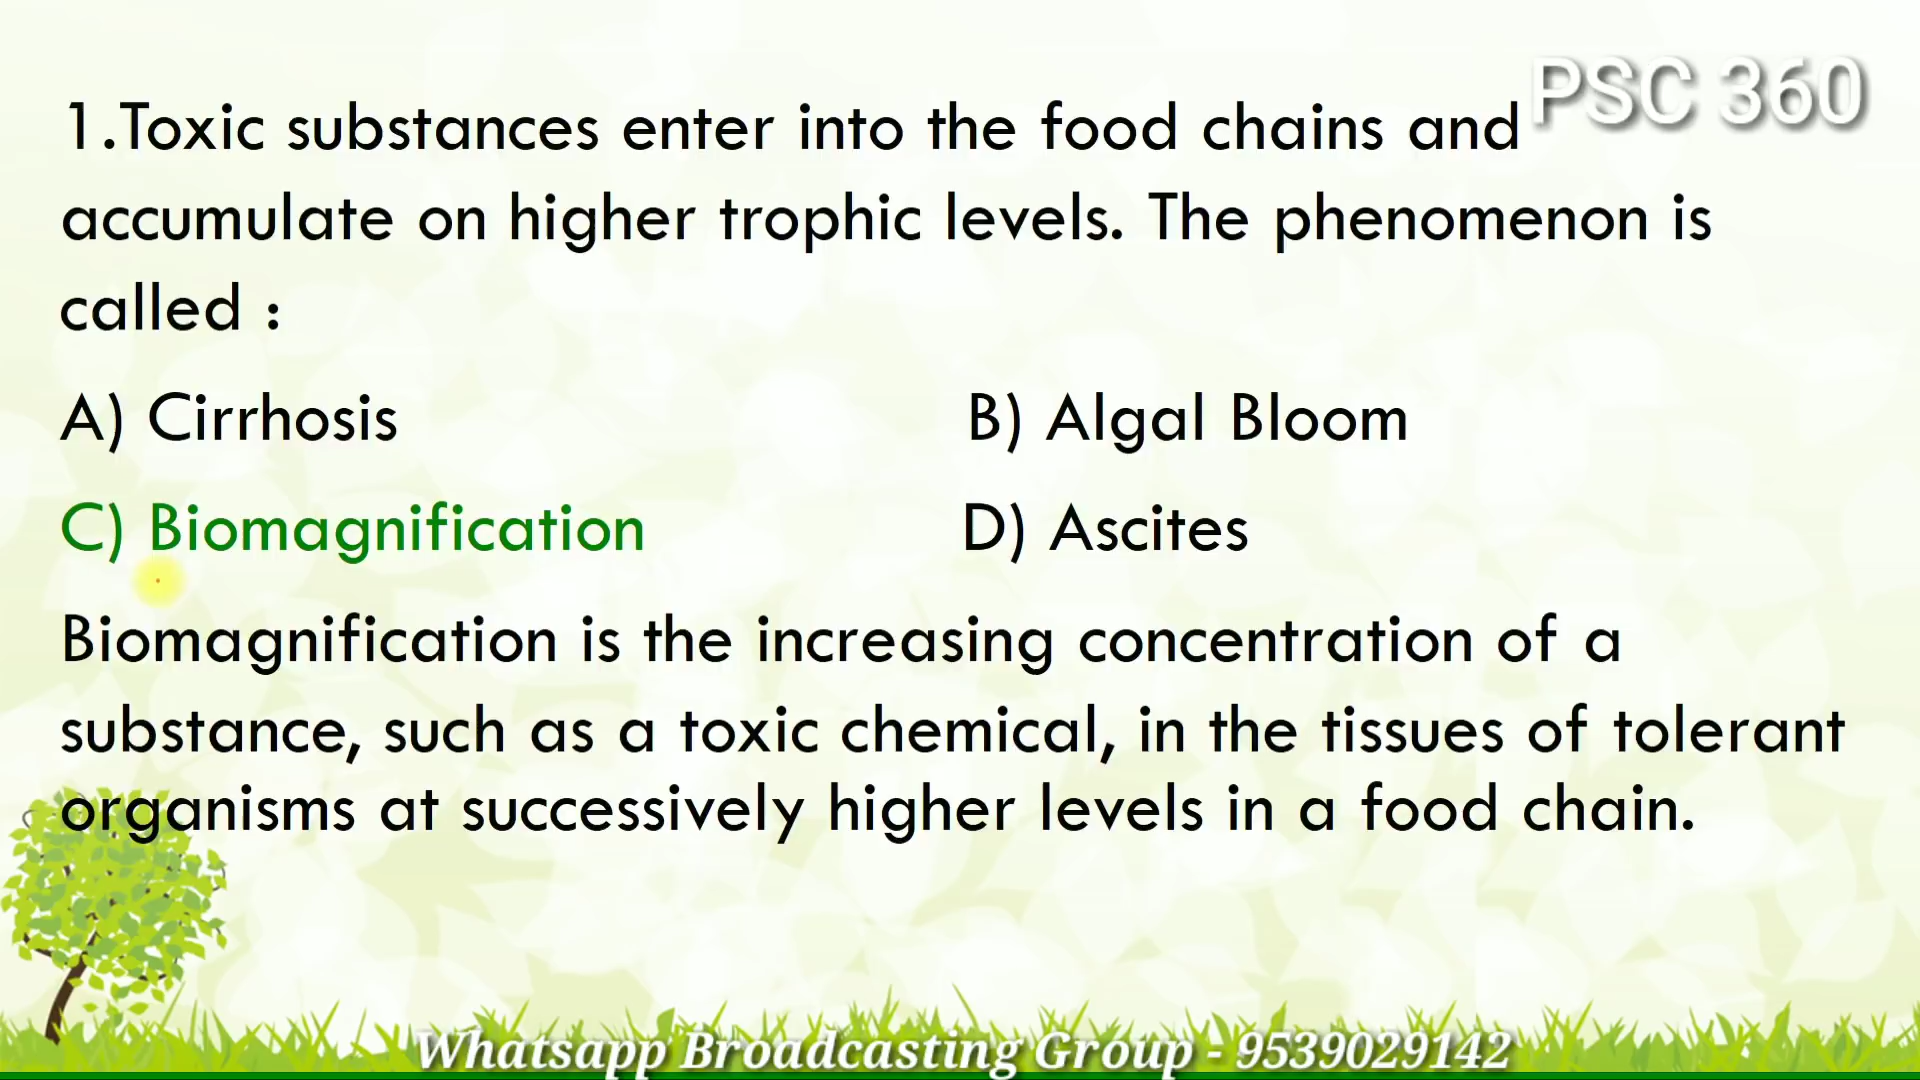 PSC 360
1.Toxic substances enter into the food chains and
accumulate on higher trophic levels. The phenomenon is
called :
A) Cirrhosis B) Algal Bloom
C) Biomagnification D) Ascites
Biomagnification is the increasing concentration of a
substance, such as a toxic chemical, in the tissues of tolerant
organisms at successively higher levels in a food chain.
Whatsapp Broadcasting Group - 9539029142